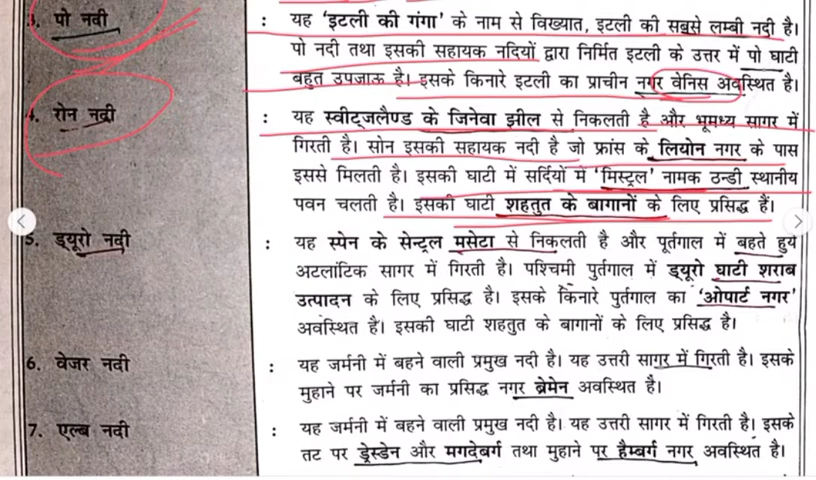 3. पो नदी : यह 'इटली की गंगा' के नाम से विख्यात, इटली की सबसे लम्बी नदी है।
पो नदी तथा इसकी सहायक नदियों द्वारा निर्मित इटली के उत्तर में पो घाटी
बहुत उपजाऊ है। इसके किनारे इटली का प्राचीन नगर वेनिस अवस्थित है।
4. रोन नदी : यह स्वीट्जलैण्ड के जिनेवा झील से निकलती है और भूमध्य सागर में
गिरती है। सोन इसकी सहायक नदी है जो फ्रांस के लियोन नगर के पास
इससे मिलती है। इसकी घाटी में सर्दियों में 'मिस्ट्रल' नामक ठन्डी स्थानीय
पवन चलती है। इसकी घाटी शहतुत के बागानों के लिए प्रसिद्ध हैं।
5. ड्यूरो नदी : यह स्पेन के सेन्ट्रल मसेटा से निकलती है और पूर्तगाल में बहते हुये
अटलांटिक सागर में गिरती है। पश्चिमी पुर्तगाल में ड्यूरो घाटी शराब
उत्पादन के लिए प्रसिद्ध है। इसके किनारे पुर्तगाल का 'ओपार्ट नगर'
अवस्थित है। इसकी घाटी शहतुत के बागानों के लिए प्रसिद्ध है।
6. वेजर नदी : यह जर्मनी में बहने वाली प्रमुख नदी है। यह उत्तरी सागर में गिरती है। इसके
मुहाने पर जर्मनी का प्रसिद्ध नगर ब्रेमेन अवस्थित है।
7. एल्ब नदी : यह जर्मनी में बहने वाली प्रमुख नदी है। यह उत्तरी सागर में गिरती है। इसके
तट पर ड्रेस्डेन और मगदेबर्ग तथा मुहाने पर हैम्बर्ग नगर अवस्थित है।